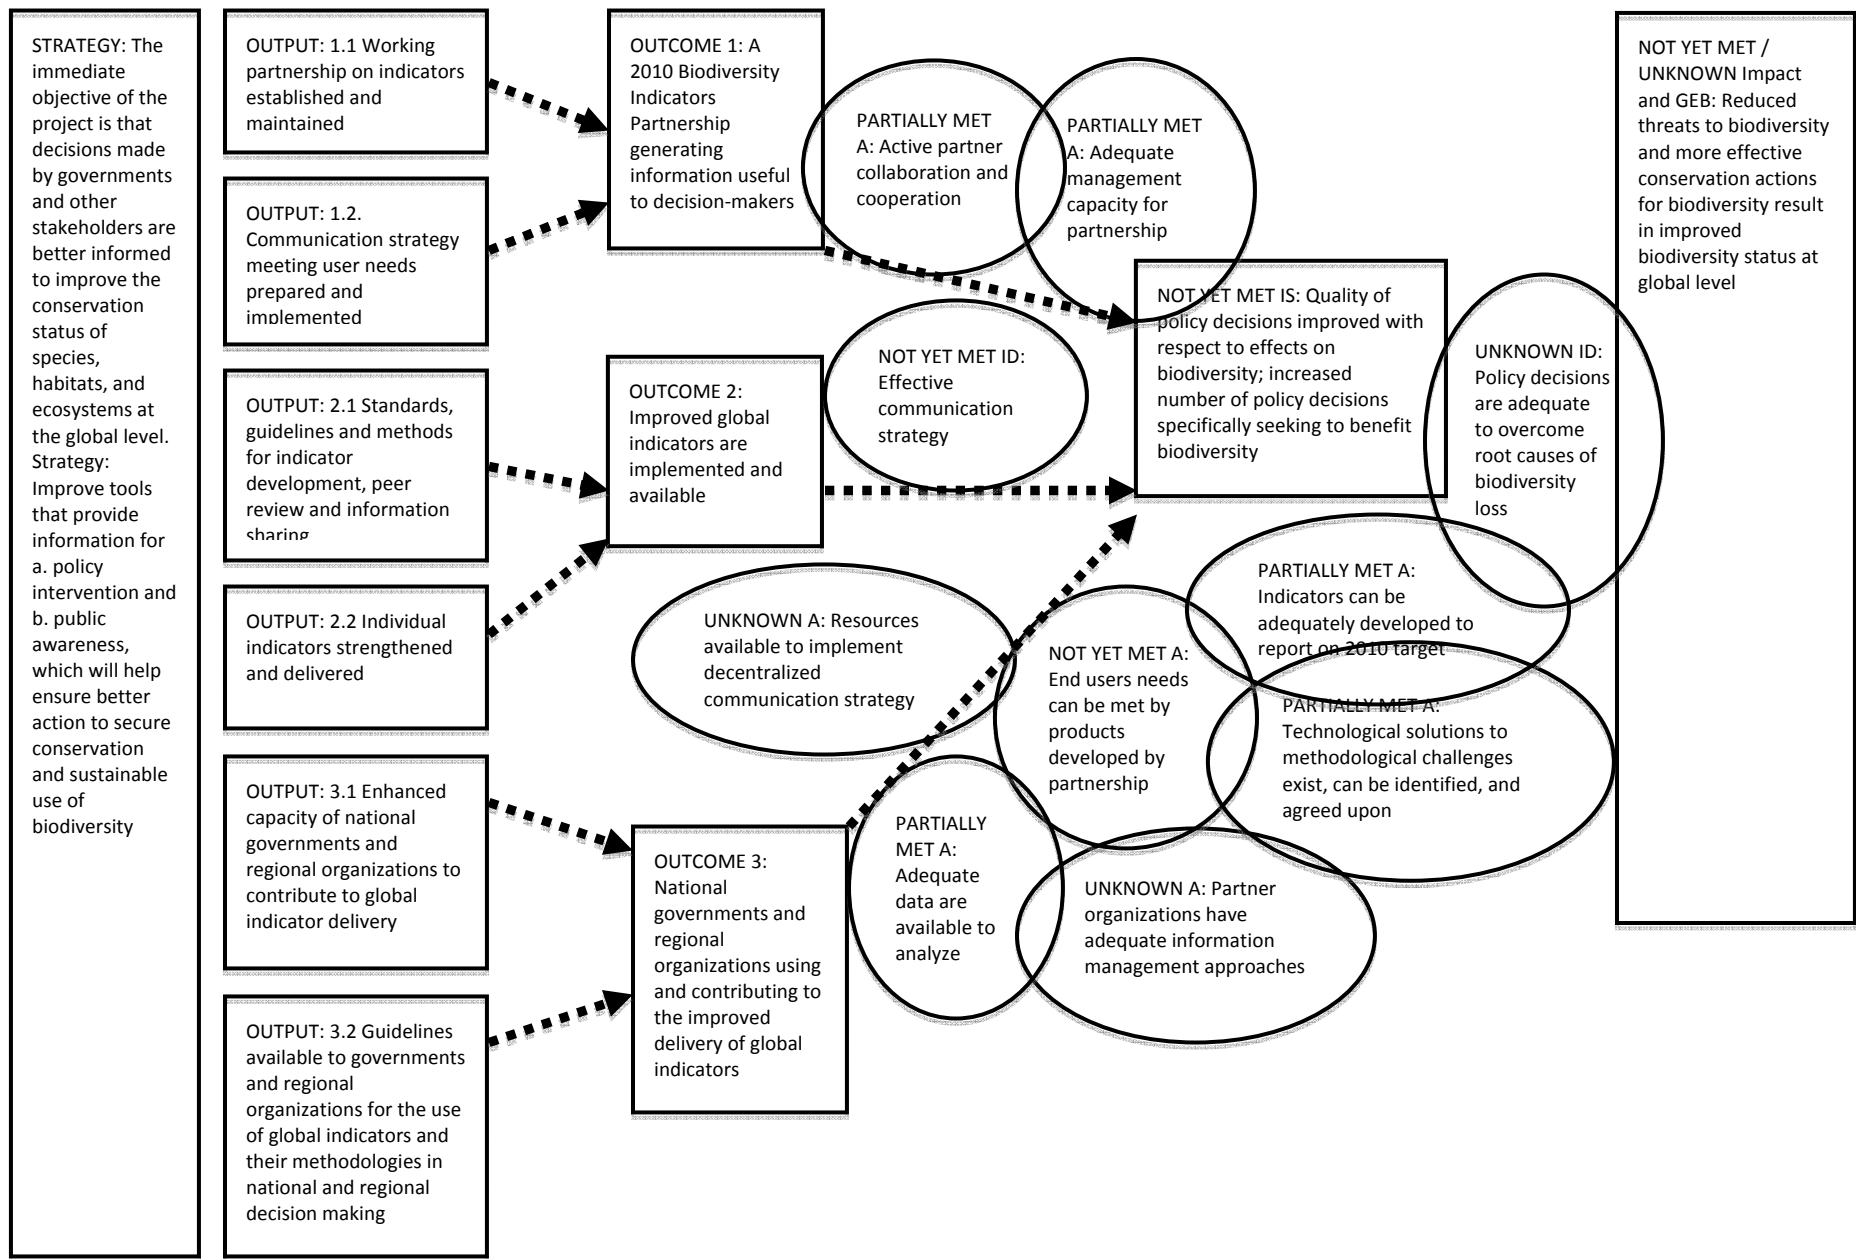 STRATEGY: The
immediate
objective of the
project is that
decisions made
by governments
and other
stakeholders are
better informed
to improve the
conservation
status of
species,
habitats, and
ecosystems at
the global level.
Strategy:
Improve tools
that provide
information for
a. policy
intervention and
b. public
awareness,
which will help
ensure better
action to secure
conservation
and sustainable
use of
biodiversity
OUTPUT: 1.1 Working
partnership on indicators
established and
maintained
OUTPUT: 1.2.
Communication strategy
meeting user needs
prepared and
implemented
OUTPUT: 2.1 Standards,
guidelines and methods
for indicator
development, peer
review and information
sharing
OUTPUT: 2.2 Individual
indicators strengthened
and delivered
OUTPUT: 3.1 Enhanced
capacity of national
governments and
regional organizations to
contribute to global
indicator delivery
OUTPUT: 3.2 Guidelines
available to governments
and regional
organizations for the use
of global indicators and
their methodologies in
national and regional
decision making
OUTCOME 1: A
2010 Biodiversity
Indicators
Partnership
generating
information useful
to decision-makers
OUTCOME 2:
Improved global
indicators are
implemented and
available
OUTCOME 3:
National
governments and
regional
organizations using
and contributing to
the improved
delivery of global
indicators
PARTIALLY MET
A: Active partner
collaboration and
cooperation
PARTIALLY MET
A: Adequate
management
capacity for
partnership
NOT YET MET ID:
Effective
communication
strategy
UNKNOWN A: Resources
available to implement
decentralized
communication strategy
PARTIALLY
MET A:
Adequate
data are
available to
analyze
NOT YET MET A:
End users needs
can be met by
products
developed by
partnership
UNKNOWN A: Partner
organizations have
adequate information
management approaches
NOT YET MET IS: Quality of
policy decisions improved with
respect to effects on
biodiversity; increased
number of policy decisions
specifically seeking to benefit
biodiversity
PARTIALLY MET A:
Indicators can be
adequately developed to
report on 2010 target
PARTIALLY MET A:
Technological solutions to
methodological challenges
exist, can be identified, and
agreed upon
UNKNOWN ID:
Policy decisions
are adequate
to overcome
root causes of
biodiversity
loss
NOT YET MET /
UNKNOWN Impact
and GEB: Reduced
threats to biodiversity
and more effective
conservation actions
for biodiversity result
in improved
biodiversity status at
global level